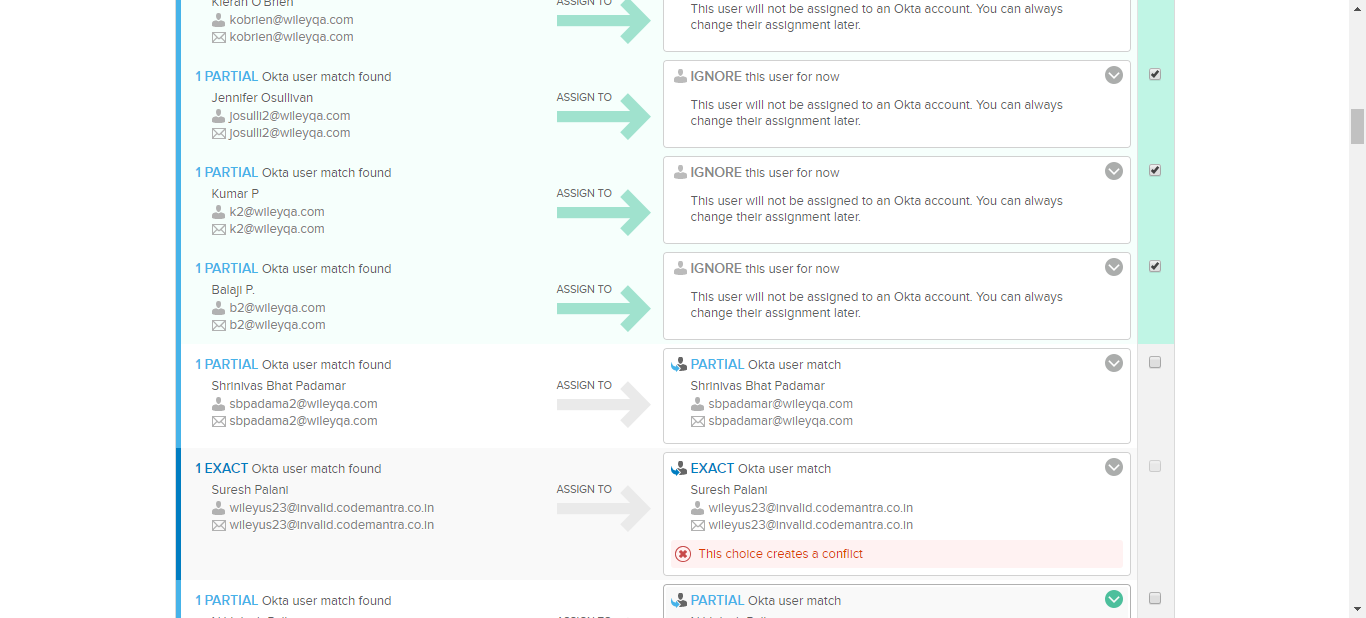 Kieran O'Brien
kobrien@wileyqa.com
kobrien@wileyqa.com
ASSIGN TO
This user will not be assigned to an Okta account. You can always
change their assignment later.
1 PARTIAL Okta user match found
Jennifer Osullivan
josulli2@wileyqa.com
josulli2@wileyqa.com
ASSIGN TO
IGNORE this user for now
This user will not be assigned to an Okta account. You can always
change their assignment later.
1 PARTIAL Okta user match found
Kumar P
k2@wileyqa.com
k2@wileyqa.com
ASSIGN TO
IGNORE this user for now
This user will not be assigned to an Okta account. You can always
change their assignment later.
1 PARTIAL Okta user match found
Balaji P.
b2@wileyqa.com
b2@wileyqa.com
ASSIGN TO
IGNORE this user for now
This user will not be assigned to an Okta account. You can always
change their assignment later.
1 PARTIAL Okta user match found
Shrinivas Bhat Padamar
sbpadama2@wileyqa.com
sbpadama2@wileyqa.com
ASSIGN TO
PARTIAL Okta user match
Shrinivas Bhat Padamar
sbpadamar@wileyqa.com
sbpadamar@wileyqa.com
1 EXACT Okta user match found
Suresh Palani
wileyus23@invalid.codemantra.co.in
wileyus23@invalid.codemantra.co.in
ASSIGN TO
EXACT Okta user match
Suresh Palani
wileyus23@invalid.codemantra.co.in
wileyus23@invalid.codemantra.co.in
This choice creates a conflict
1 PARTIAL Okta user match found
PARTIAL Okta user match